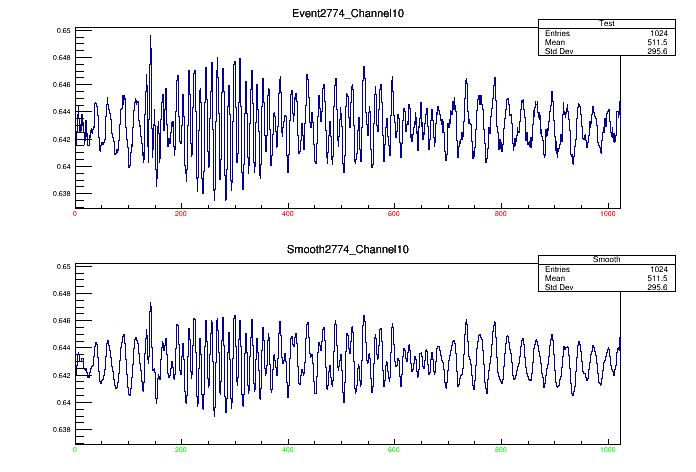 Event2774_Channel10
Test
Entries 1024
Mean 511.5
Std Dev 295.6
0.65
0.648
0.646
0.644
0.642
0.64
0.638
0 200 400 600 800 1000
Smooth2774_Channel10
Smooth
Entries 1024
Mean 511.5
Std Dev 295.6
0.65
0.648
0.646
0.644
0.642
0.64
0.638
0 200 400 600 800 1000